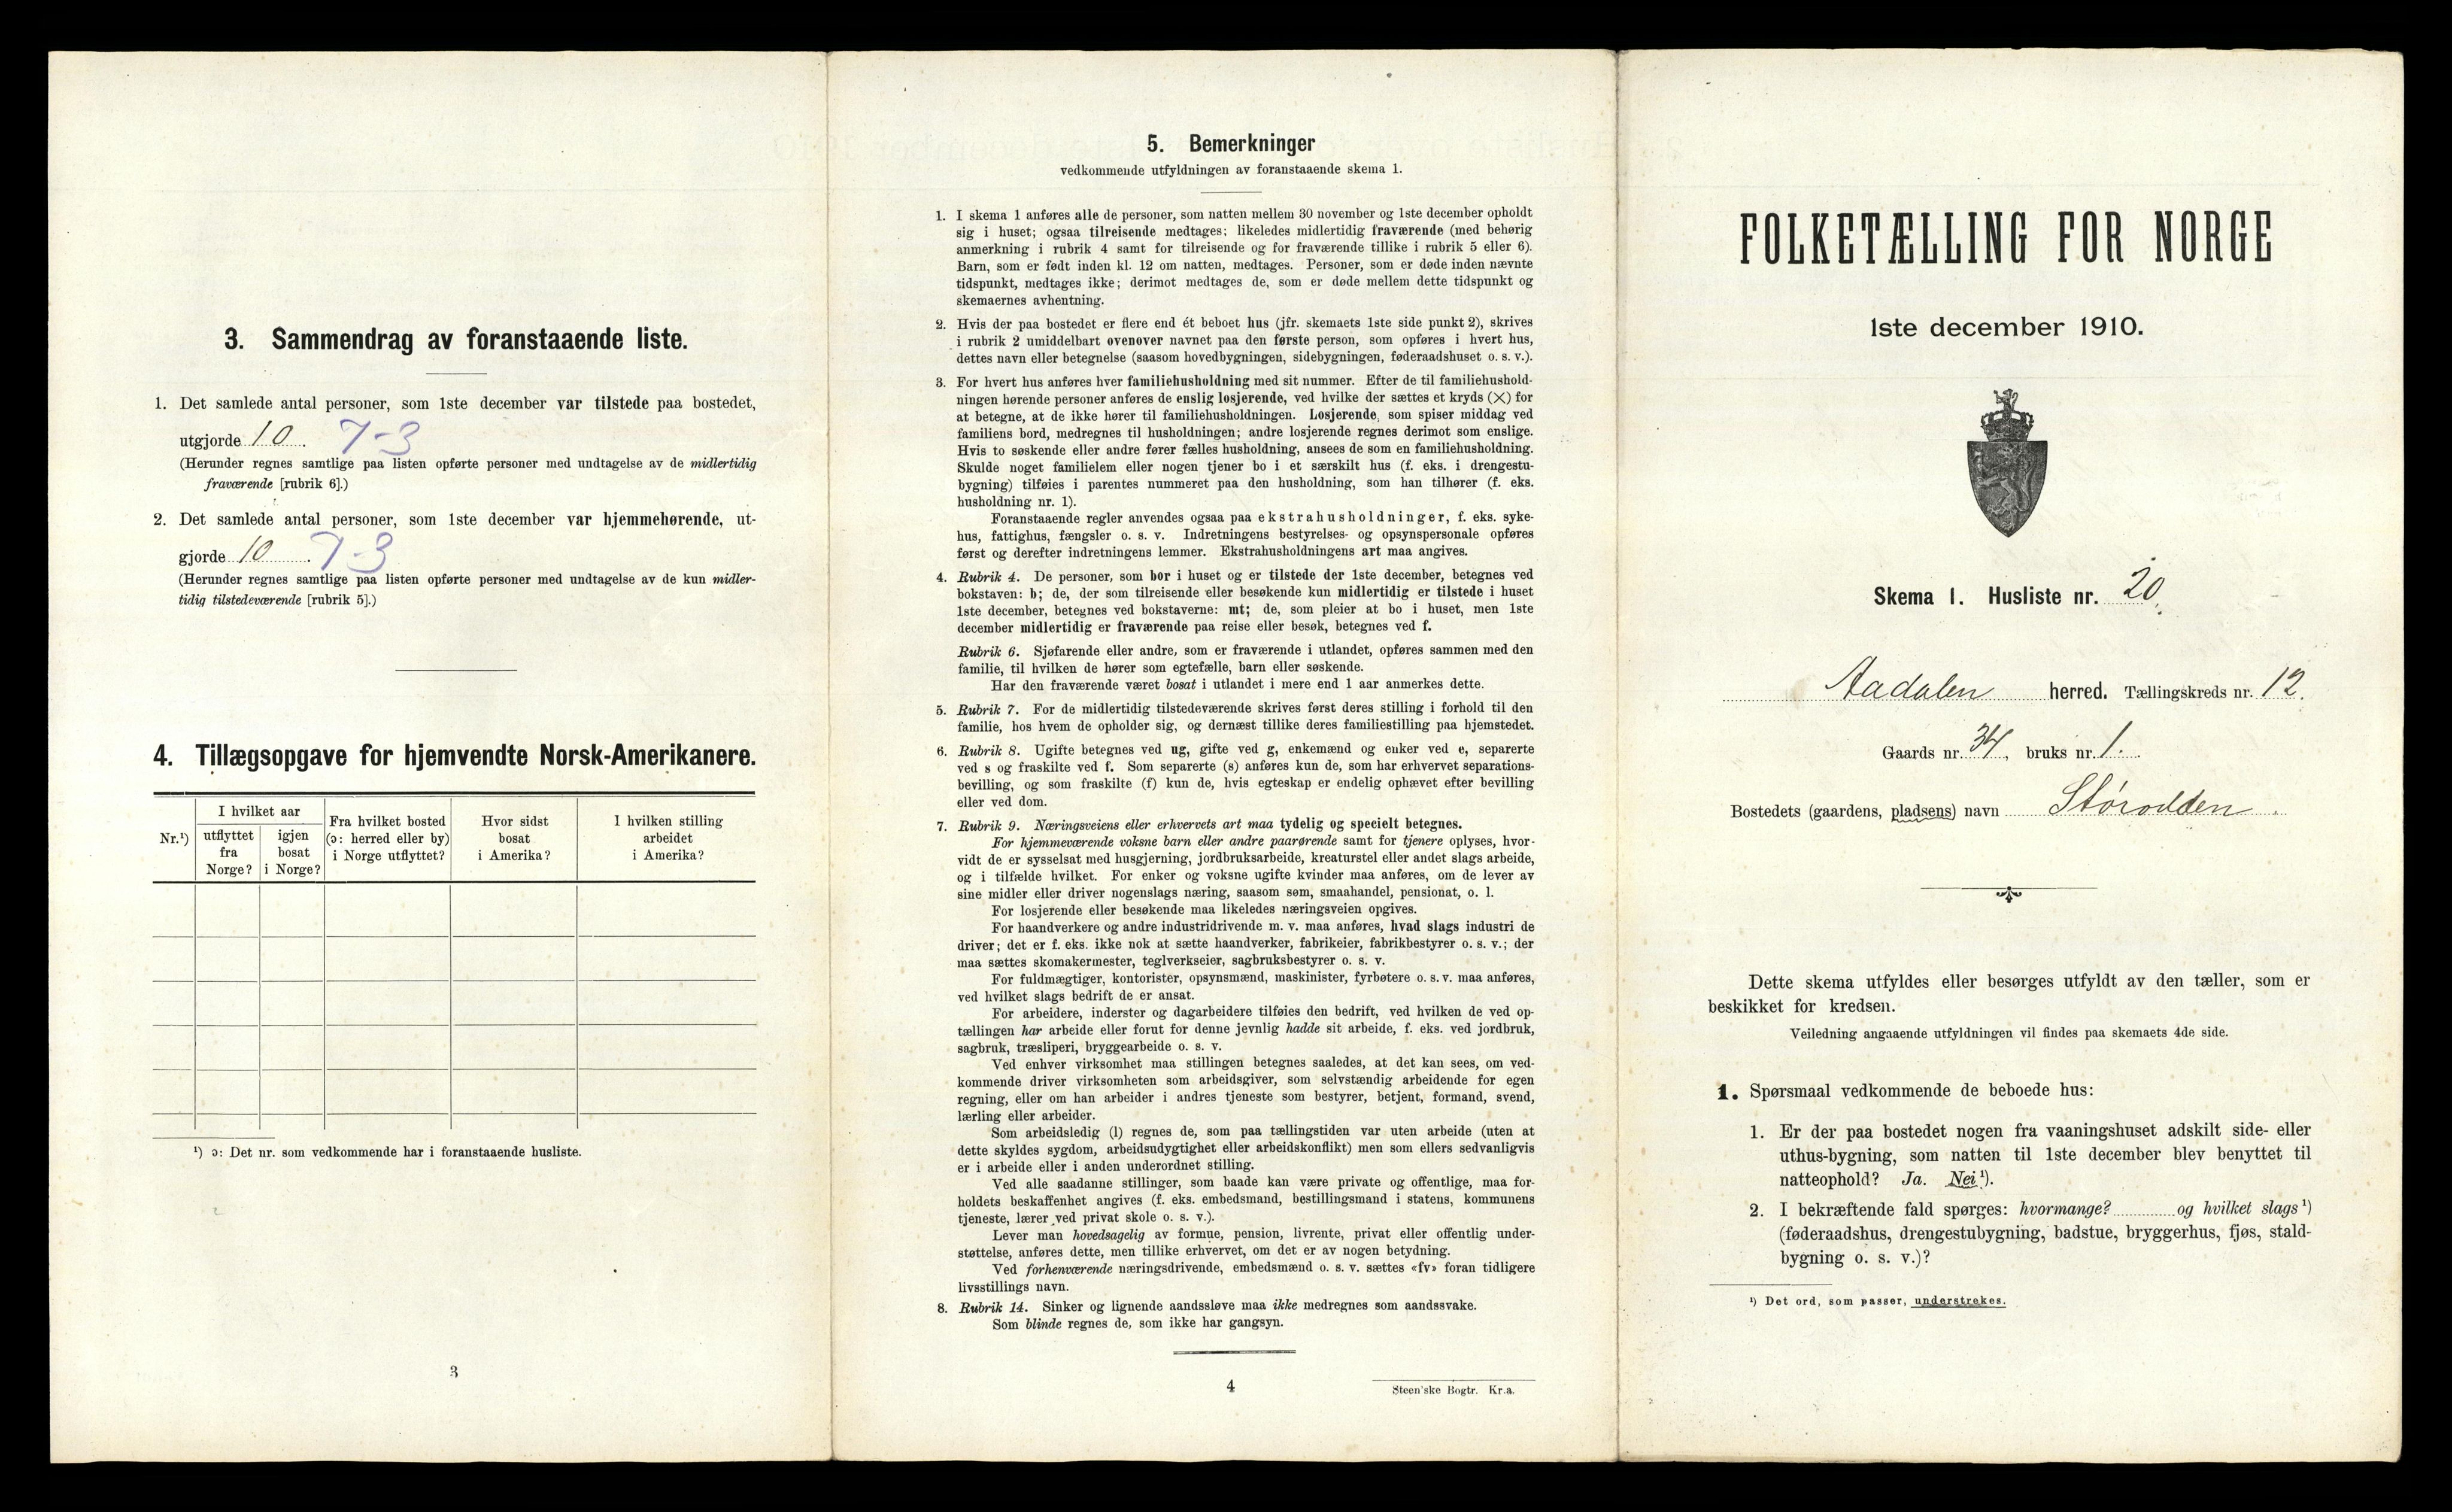 3. Sammendrag av foranstaaende liste.
1. Det samlede antal personer, som 1ste december var tilstede paa bostedet,
utgjorde 10. 7-3
(Herunder regnes samtlige paa listen opførte personer med undtagelse av de midlertidig
fraværende [rubrik 6].)
2. Det samlede antal personer, som 1ste december var hjemmehørende, ut-
gjorde 10. 7-3
(Herunder regnes samtlige paa listen opførte personer med undtagelse av de kun midler-
tidig tilstedeværende [rubrik 5].)
4. Tillægsopgave for hjemvendte Norsk-Amerikanere.
Nr.¹)
I hvilket aar
utflyttet
fra
Norge?
igjen
bosat
i Norge?
Fra hvilket bosted
(ɔ: herred eller by)
i Norge utflyttet?
Hvor sidst
bosat
i Amerika?
I hvilken stilling
arbeidet
i Amerika?
¹) ɔ: Det nr. som vedkommende har i foranstaaende husliste.
3
5. Bemerkninger
vedkommende utfyldningen av foranstaaende skema 1.
1. I skema 1 anføres alle de personer, som natten mellem 30 november og 1ste december opholdt
sig i huset; ogsaa tilreisende medtages; likeledes midlertidig fraværende (med behørig
anmerkning i rubrik 4 samt for tilreisende og for fraværende tillike i rubrik 5 eller 6).
Barn, som er født inden kl. 12 om natten, medtages. Personer, som er døde inden nævnte
tidspunkt, medtages ikke; derimot medtages de, som er døde mellem dette tidspunkt og
skemaernes avhentning.
2. Hvis der paa bostedet er flere end ét beboet hus (jfr. skemaets 1ste side punkt 2), skrives
i rubrik 2 umiddelbart ovenover navnet paa den første person, som opføres i hvert hus,
dettes navn eller betegnelse (saasom hovedbygningen, sidebygningen, føderaadshuset o. s. v.).
3. For hvert hus anføres hver familiehusholdning med sit nummer. Efter de til familiehushold-
ningen hørende personer anføres de enslig losjerende, ved hvilke der sættes et kryds (×) for
at betegne, at de ikke hører til familiehusholdningen. Losjerende, som spiser middag ved
familiens bord, medregnes til husholdningen; andre losjerende regnes derimot som enslige.
Hvis to søskende eller andre fører fælles husholdning, ansees de som en familiehusholdning.
Skulde noget familielem eller nogen tjener bo i et særskilt hus (f. eks. i drengestu-
bygning) tilføies i parentes nummeret paa den husholdning, som han tilhører (f. eks.
husholdning nr. 1).
Foranstaaende regler anvendes ogsaa paa ekstrahusholdninger, f. eks. syke-
hus, fattighus, fængsler o. s. v. Indretningens bestyrelses- og opsynspersonale opføres
først og derefter indretningens lemmer. Ekstrahusholdningens art maa angives.
4. Rubrik 4. De personer, som bor i huset og er tilstede der 1ste december, betegnes ved
bokstaven: b; de, der som tilreisende eller besøkende kun midlertidig er tilstede i huset
1ste december, betegnes ved bokstaverne: mt; de, som pleier at bo i huset, men 1ste
december midlertidig er fraværende paa reise eller besøk, betegnes ved f.
Rubrik 6. Sjøfarende eller andre, som er fraværende i utlandet, opføres sammen med den
familie, til hvilken de hører som egtefælle, barn eller søskende.
Har den fraværende været bosat i utlandet i mere end 1 aar anmerkes dette.
5. Rubrik 7. For de midlertidig tilstedeværende skrives først deres stilling i forhold til den
familie, hos hvem de opholder sig, og dernæst tillike deres familiestilling paa hjemstedet.
6. Rubrik 8. Ugifte betegnes ved ug, gifte ved g, enkemænd og enker ved e, separerte
ved s og fraskilte ved f. Som separerte (s) anføres kun de, som har erhvervet separations-
bevilling, og som fraskilte (f) kun de, hvis egteskap er endelig ophævet efter bevilling
eller ved dom.
7. Rubrik 9. Næringsveiens eller erhvervets art maa tydelig og specielt betegnes.
For hjemmeværende voksne barn eller andre paarørende samt for tjenere oplyses, hvor-
vidt de er sysselsat med husgjerning, jordbruksarbeide, kreaturstel eller andet slags arbeide,
og i tilfælde hvilket. For enker og voksne ugifte kvinder maa anføres, om de lever av
sine midler eller driver nogenslags næring, saasom søm, smaahandel, pensionat, o. l.
For losjerende eller besøkende maa likeledes næringsveien opgives.
For haandverkere og andre industridrivende m. v. maa anføres, hvad slags industri de
driver; det er f. eks. ikke nok at sætte haandverker, fabrikeier, fabrikbestyrer o. s. v.; der
maa sættes skomakermester, teglverkseier, sagbruksbestyrer o. s. v.
For fuldmægtiger, kontorister, opsynsmænd, maskinister, fyrbøtere o. s. v. maa anføres,
ved hvilket slags bedrift de er ansat.
For arbeidere, inderster og dagarbeidere tilføies den bedrift, ved hvilken de ved op-
tællingen har arbeide eller forut for denne jevnlig hadde sit arbeide, f. eks. ved jordbruk,
sagbruk, træsliperi, bryggearbeide o. s. v.
Ved enhver virksomhet maa stillingen betegnes saaledes, at det kan sees, om ved-
kommende driver virksomheten som arbeidsgiver, som selvstændig arbeidende for egen
regning, eller om han arbeider i andres tjeneste som bestyrer, betjent, formand, svend,
lærling eller arbeider.
Som arbeidsledig (l) regnes de, som paa tællingstiden var uten arbeide (uten at
dette skyldes sygdom, arbeidsudygtighet eller arbeidskonflikt) men som ellers sedvanligvis
er i arbeide eller i anden underordnet stilling.
Ved alle saadanne stillinger, som baade kan være private og offentlige, maa for-
holdets beskaffenhet angives (f. eks. embedsmand, bestillingsmand i statens, kommunens
tjeneste, lærer ved privat skole o. s. v.).
Lever man hovedsagelig av formue, pension, livrente, privat eller offentlig under-
støttelse, anføres dette, men tillike erhvervet, om det er av nogen betydning.
Ved forhenværende næringsdrivende, embedsmænd o. s. v. sættes «fv» foran tidligere
livsstillings navn.
8. Rubrik 14. Sinker og lignende aandssløve maa ikke medregnes som aandssvake.
Som blinde regnes de, som ikke har gangsyn.
4
Steen'ske Bogtr. Kr.a.
FOLKETÆLLING FOR NORGE
1ste december 1910.
Skema 1. Husliste nr. 20.
Aadalen herred. Tællingskreds nr. 12.
Gaards nr. 34, bruks nr. 1.
Bostedets (gaardens, pladsens) navn Størodden.
Dette skema utfyldes eller besørges utfyldt av den tæller, som er
beskikket for kredsen.
Veiledning angaaende utfyldningen vil findes paa skemaets 4de side.
1. Spørsmaal vedkommende de beboede hus:
1. Er der paa bostedet nogen fra vaaningshuset adskilt side- eller
uthus-bygning, som natten til 1ste december blev benyttet til
natteophold? Ja. Nei ¹).
2. I bekræftende fald spørges: hvormange? og hvilket slags ¹)
(føderaadshus, drengestubygning, badstue, bryggerhus, fjøs, stald-
bygning o. s. v.)?
¹) Det ord, som passer, understrekes.